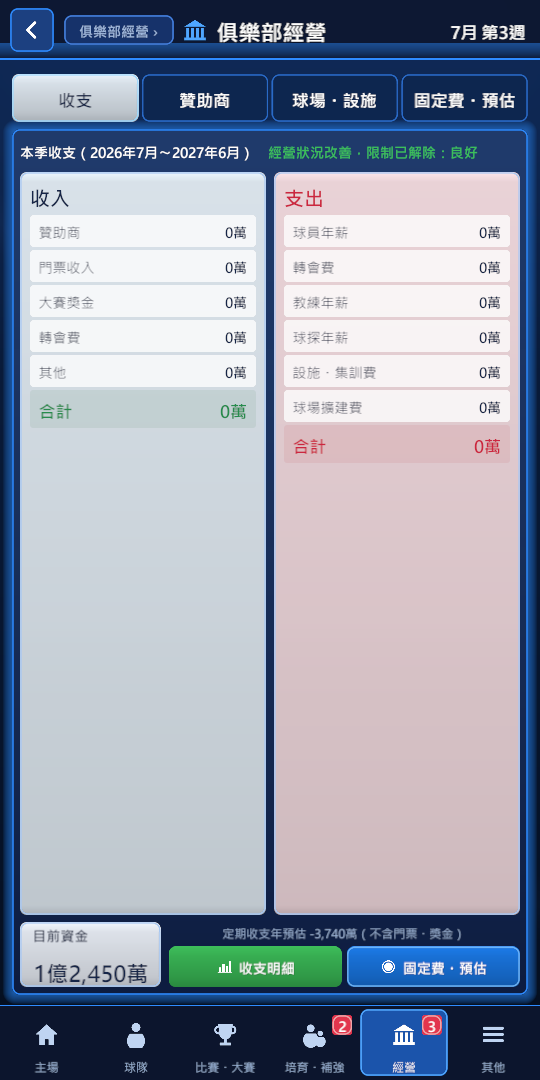 俱樂部經營 ›
俱樂部經營
7月 第3週
收支
贊助商
球場・設施
固定費・預估
本季收支 ( 2026年7月～2027年6月 )
經營狀況改善・限制已解除：良好
收入
贊助商 0萬
門票收入 0萬
大賽獎金 0萬
轉會費 0萬
其他 0萬
合計 0萬
支出
球員年薪 0萬
轉會費 0萬
教練年薪 0萬
球探年薪 0萬
設施・集訓費 0萬
球場擴建費 0萬
合計 0萬
目前資金
1億2,450萬
定期收支年預估 -3,740萬 ( 不含門票・獎金 )
收支明細
固定費・預估
主場
球隊
比賽・大賽
2
培育・補強
3
經營
其他